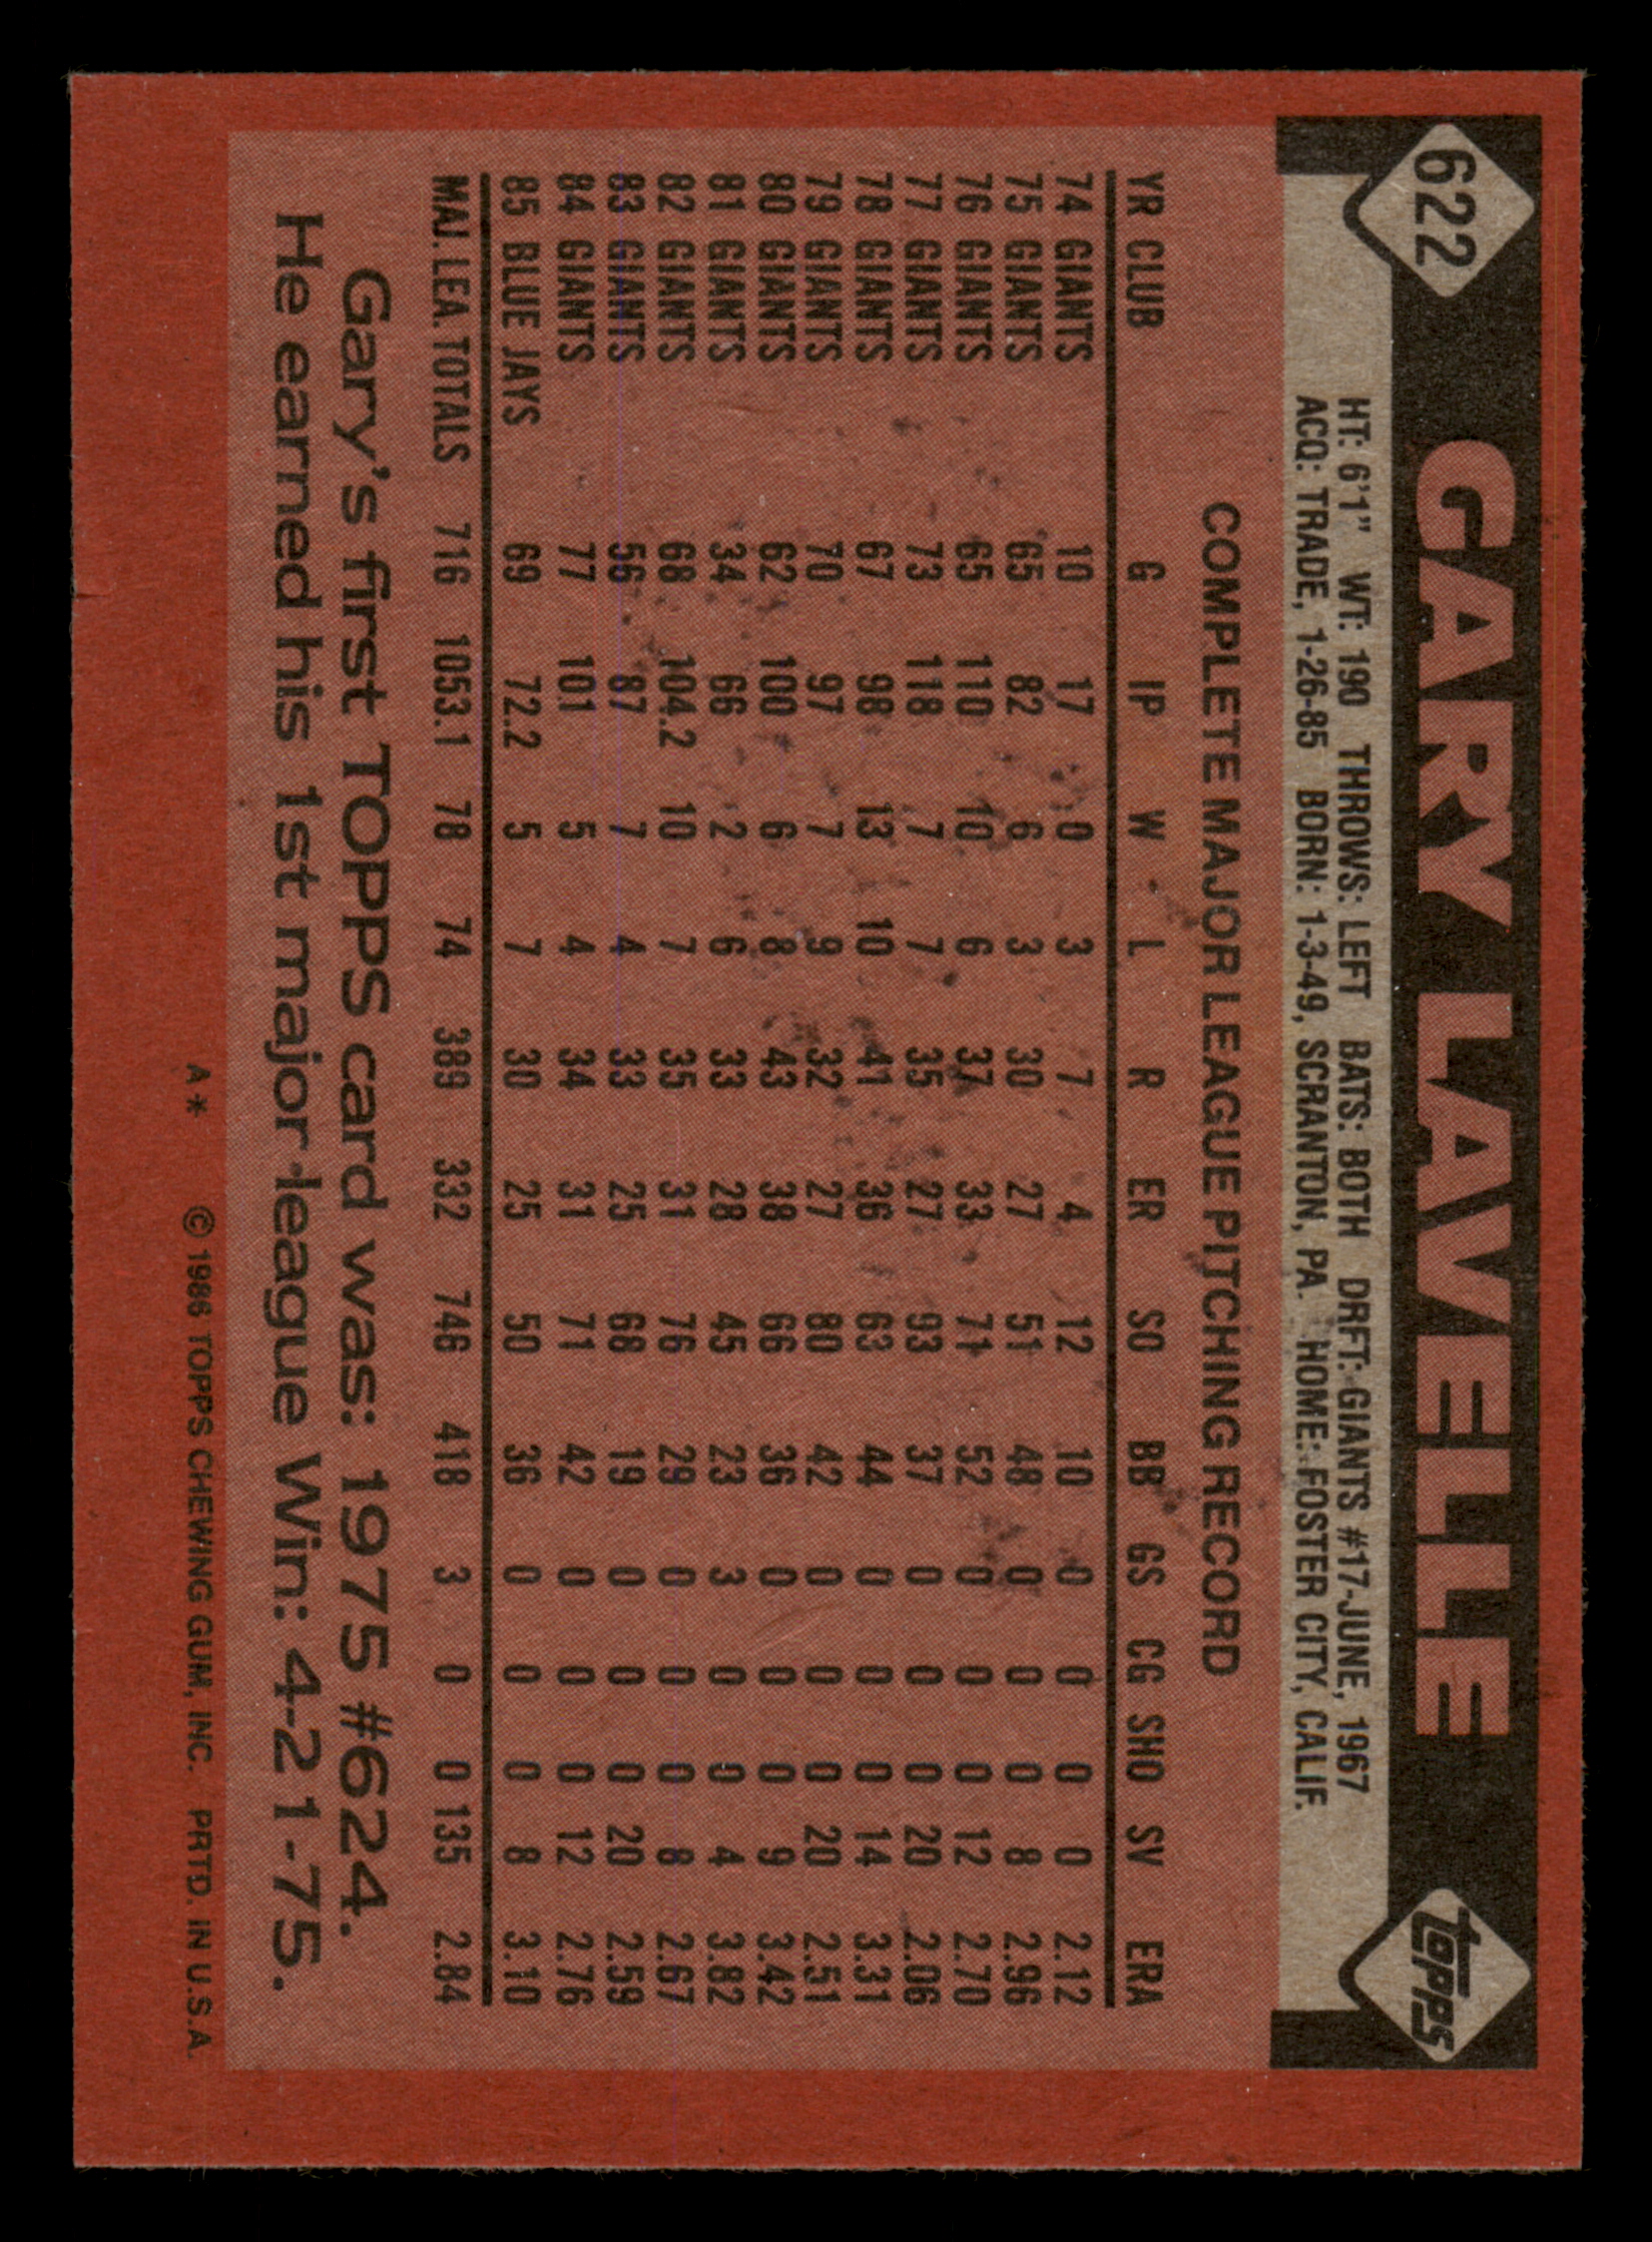 622 GARY LAVELLE topps
HT: 6'1" WT: 190 THROWS: LEFT BATS: BOTH DRFT: GIANTS #17-JUNE, 1967
ACQ: TRADE, 1-26-85 BORN: 1-3-49, SCRANTON, PA. HOME: FOSTER CITY, CALIF.
COMPLETE MAJOR LEAGUE PITCHING RECORD
YR CLUB G IP W L R ER SO BB GS CG SHO SV ERA
74 GIANTS 10 17 0 3 7 4 12 10 0 0 0 0 2.12
75 GIANTS 65 82 6 3 30 27 51 48 0 0 0 8 2.96
76 GIANTS 65 110 10 6 37 33 71 52 0 0 0 12 2.70
77 GIANTS 73 118 7 7 35 27 93 37 0 0 0 20 2.06
78 GIANTS 67 98 13 10 41 36 63 44 0 0 0 14 3.31
79 GIANTS 70 97 7 9 32 27 80 42 0 0 0 20 2.51
80 GIANTS 62 100 6 8 43 38 66 36 0 0 0 9 3.42
81 GIANTS 34 66 2 6 33 28 45 23 3 0 0 4 3.82
82 GIANTS 68 104.2 10 7 35 31 76 29 0 0 0 8 2.67
83 GIANTS 56 87 7 4 33 25 68 19 0 0 0 20 2.59
84 GIANTS 77 101 5 4 34 31 71 42 0 0 0 12 2.76
85 BLUE JAYS 69 72.2 5 7 30 25 50 36 0 0 0 8 3.10
MAJ. LEA. TOTALS 716 1053.1 78 74 389 332 746 418 3 0 0 135 2.84
Gary's first TOPPS card was: 1975 #624.
He earned his 1st major-league Win: 4-21-75.
A* © 1986 TOPPS CHEWING GUM, INC. PRTD. IN U.S.A.